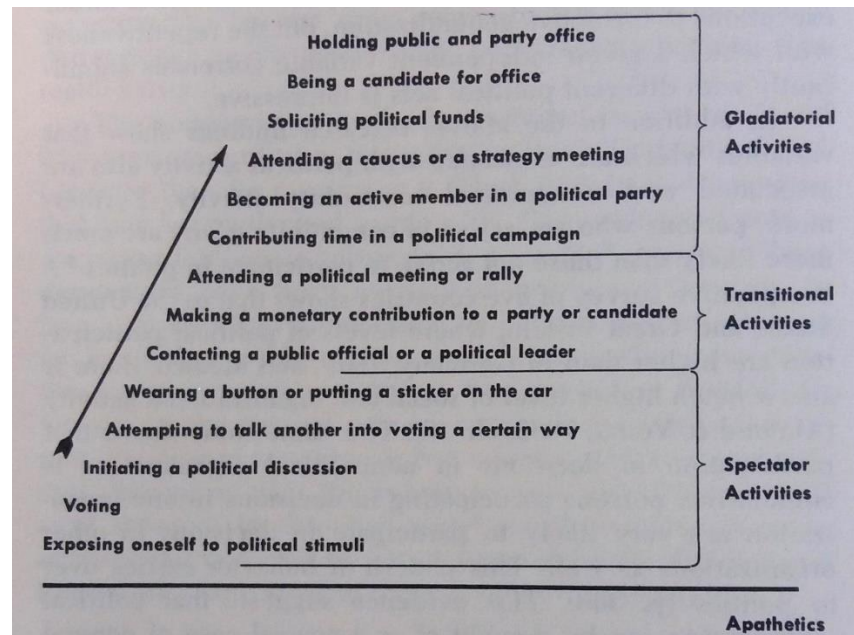 Holding public and party office
Being a candidate for office
Soliciting political funds
Attending a caucus or a strategy meeting
Becoming an active member in a political party
Contributing time in a political campaign
Gladiatorial
Activities
Attending a political meeting or rally
Making a monetary contribution to a party or candidate
Contacting a public official or a political leader
Transitional
Activities
Wearing a button or putting a sticker on the car
Attempting to talk another into voting a certain way
Initiating a political discussion
Voting
Exposing oneself to political stimuli
Spectator
Activities
Apathetics